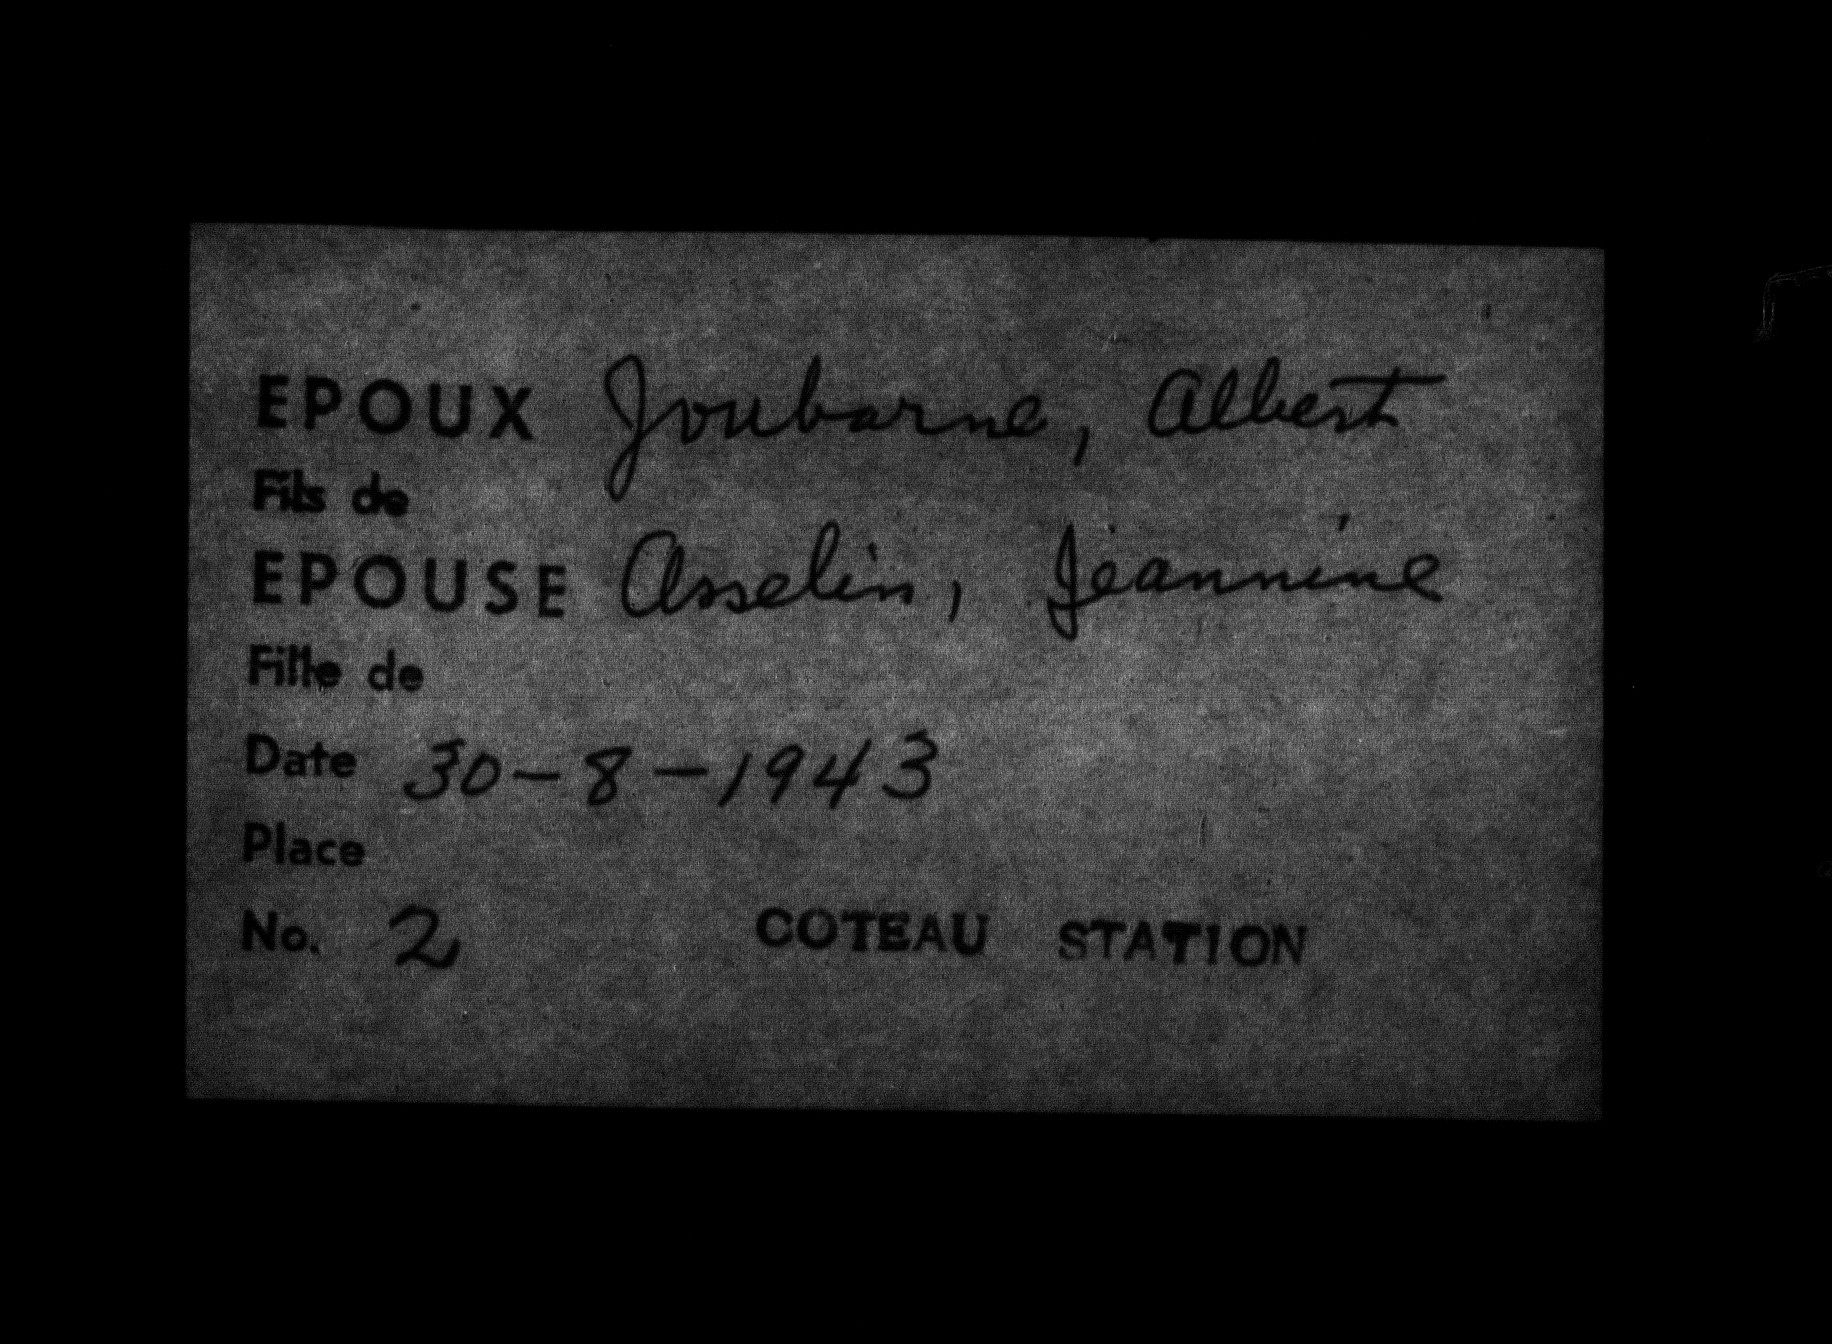 EPOUX Joubarne, Albert
Fils de
EPOUSE Asselin, Jeannine
Fille de
Date 30-8-1943
Place
No. 2 COTEAU STATION